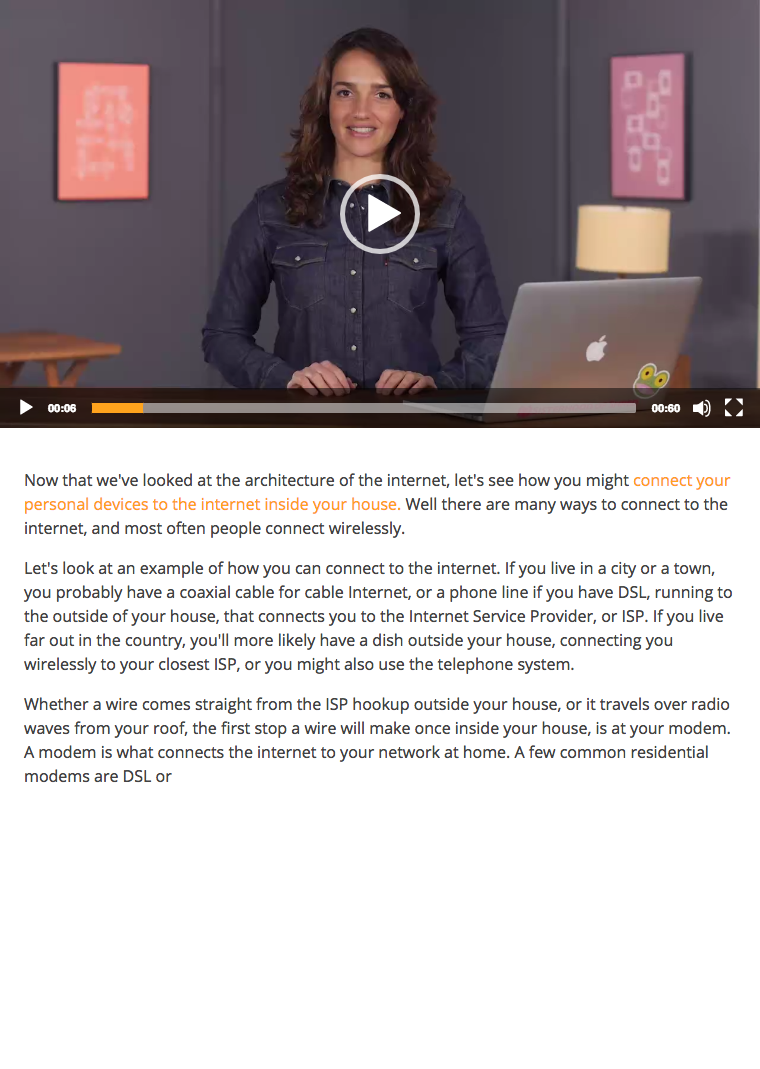 00:06
00:60
Now that we've looked at the architecture of the internet, let's see how you might connect your
personal devices to the internet inside your house. Well there are many ways to connect to the
internet, and most often people connect wirelessly.
Let's look at an example of how you can connect to the internet. If you live in a city or a town,
you probably have a coaxial cable for cable Internet, or a phone line if you have DSL, running to
the outside of your house, that connects you to the Internet Service Provider, or ISP. If you live
far out in the country, you'll more likely have a dish outside your house, connecting you
wirelessly to your closest ISP, or you might also use the telephone system.
Whether a wire comes straight from the ISP hookup outside your house, or it travels over radio
waves from your roof, the first stop a wire will make once inside your house, is at your modem.
A modem is what connects the internet to your network at home. A few common residential
modems are DSL or